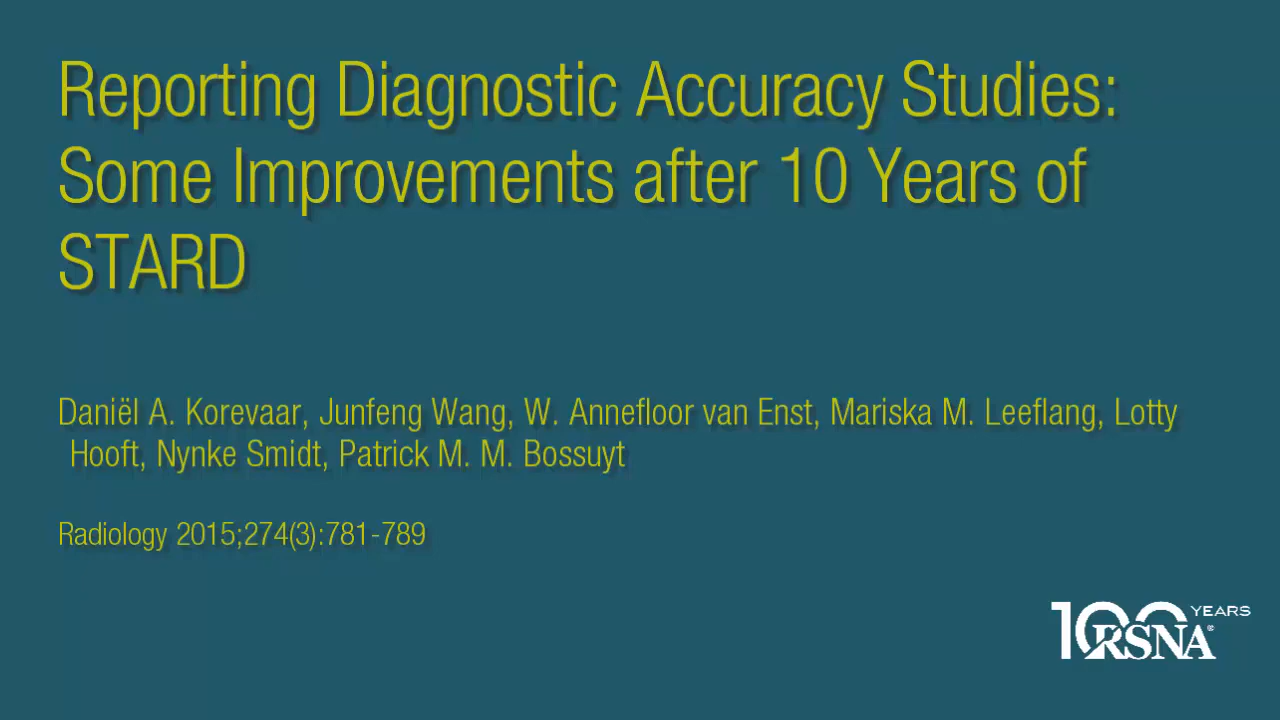 Reporting Diagnostic Accuracy Studies:
Some Improvements after 10 Years of
STARD
Daniël A. Korevaar, Junfeng Wang, W. Annefloor van Enst, Mariska M. Leeflang, Lotty
Hooft, Nynke Smidt, Patrick M. M. Bossuyt
Radiology 2015;274(3):781-789
100 YEARS
RSNA®